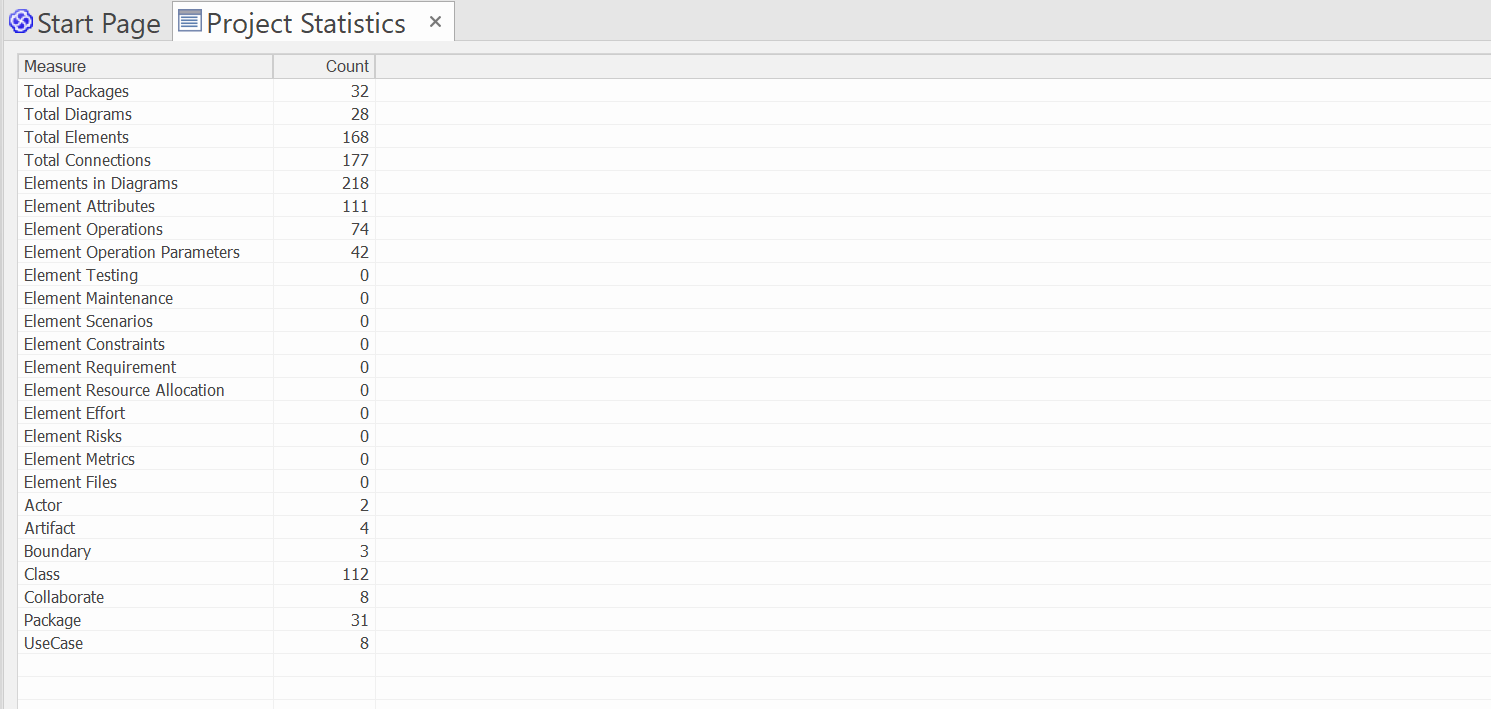 Start Page Project Statistics
Measure Count
Total Packages 32
Total Diagrams 28
Total Elements 168
Total Connections 177
Elements in Diagrams 218
Element Attributes 111
Element Operations 74
Element Operation Parameters 42
Element Testing 0
Element Maintenance 0
Element Scenarios 0
Element Constraints 0
Element Requirement 0
Element Resource Allocation 0
Element Effort 0
Element Risks 0
Element Metrics 0
Element Files 0
Actor 2
Artifact 4
Boundary 3
Class 112
Collaborate 8
Package 31
UseCase 8